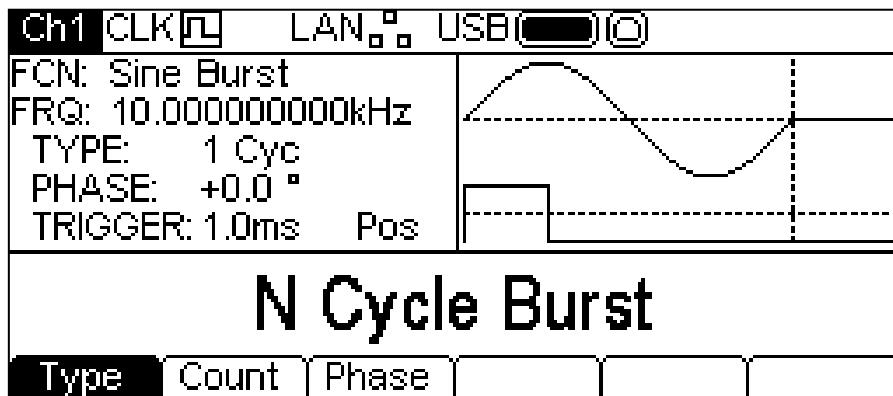 Ch1 CLK LAN USB
FCN: Sine Burst
FRQ: 10.000000000kHz
TYPE: 1 Cyc
PHASE: +0.0 °
TRIGGER: 1.0ms Pos
N Cycle Burst
Type Count Phase